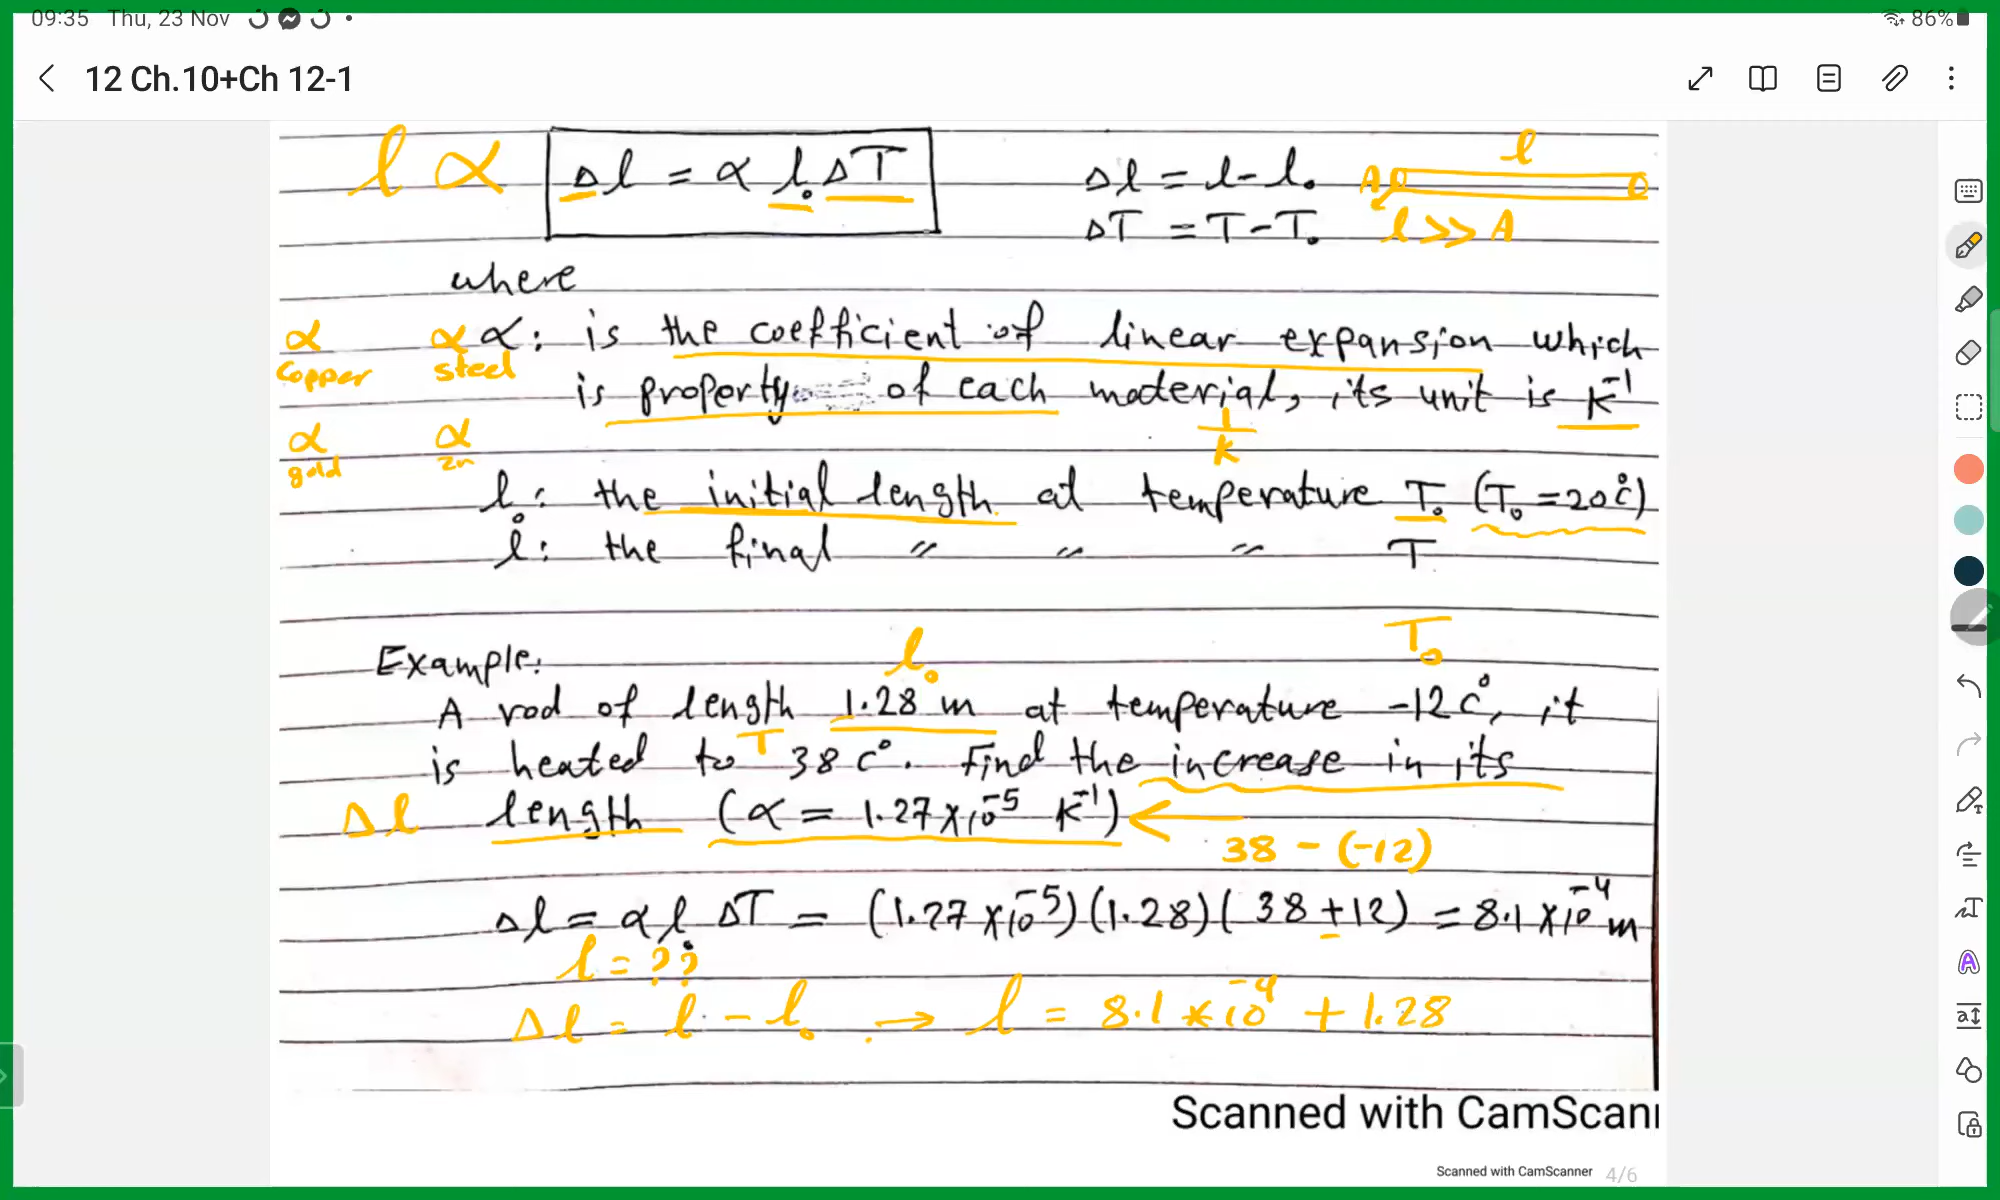 09:35 Thu, 23 Nov
86%
12 Ch.10+Ch 12-1
l α Δl = α l₀ ΔT Δl = l - l₀ A l
ΔT = T - T₀ l >> A
where
α copper α steel α: is the coefficient of linear expansion which
is property of each material, its unit is K⁻¹
α gold α zn 1/K
l₀: the initial length at temperature T₀ (T₀ = 20 c°)
l: the final〃 〃 〃 T
Example: l₀ T₀
A rod of length 1.28 m at temperature -12 c°, it
is heated to T 38 c°. Find the increase in its
Δl length (α = 1.27 x 10⁻⁵ K⁻¹) ←
38 - (-12)
Δl = α l₀ ΔT = (1.27 x 10⁻⁵)(1.28)(38 + 12) = 8.1 x 10⁻⁴ m
l = ??
Δl = l - l₀ → l = 8.1 * 10⁻⁴ + 1.28
Scanned with CamScan
Scanned with CamScanner 4/6